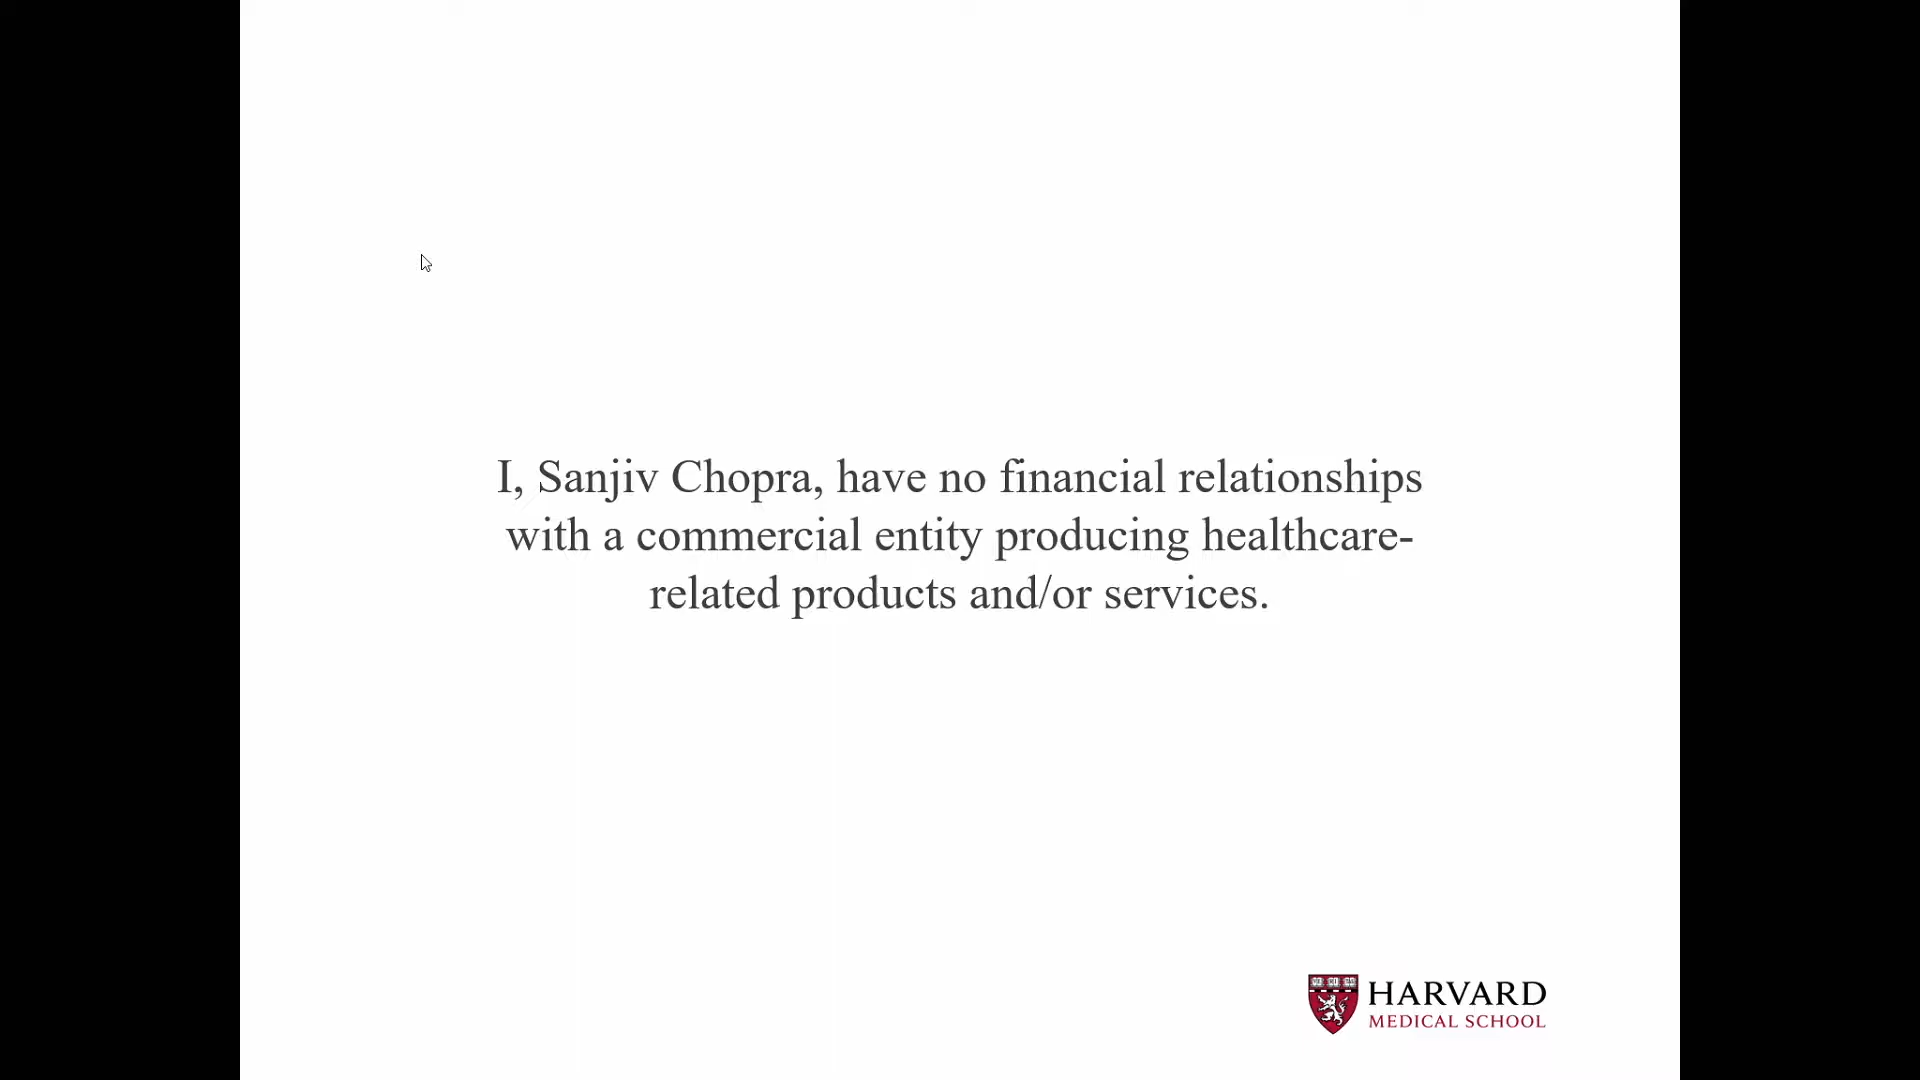 I, Sanjiv Chopra, have no financial relationships
with a commercial entity producing healthcare-
related products and/or services.
HARVARD
MEDICAL SCHOOL